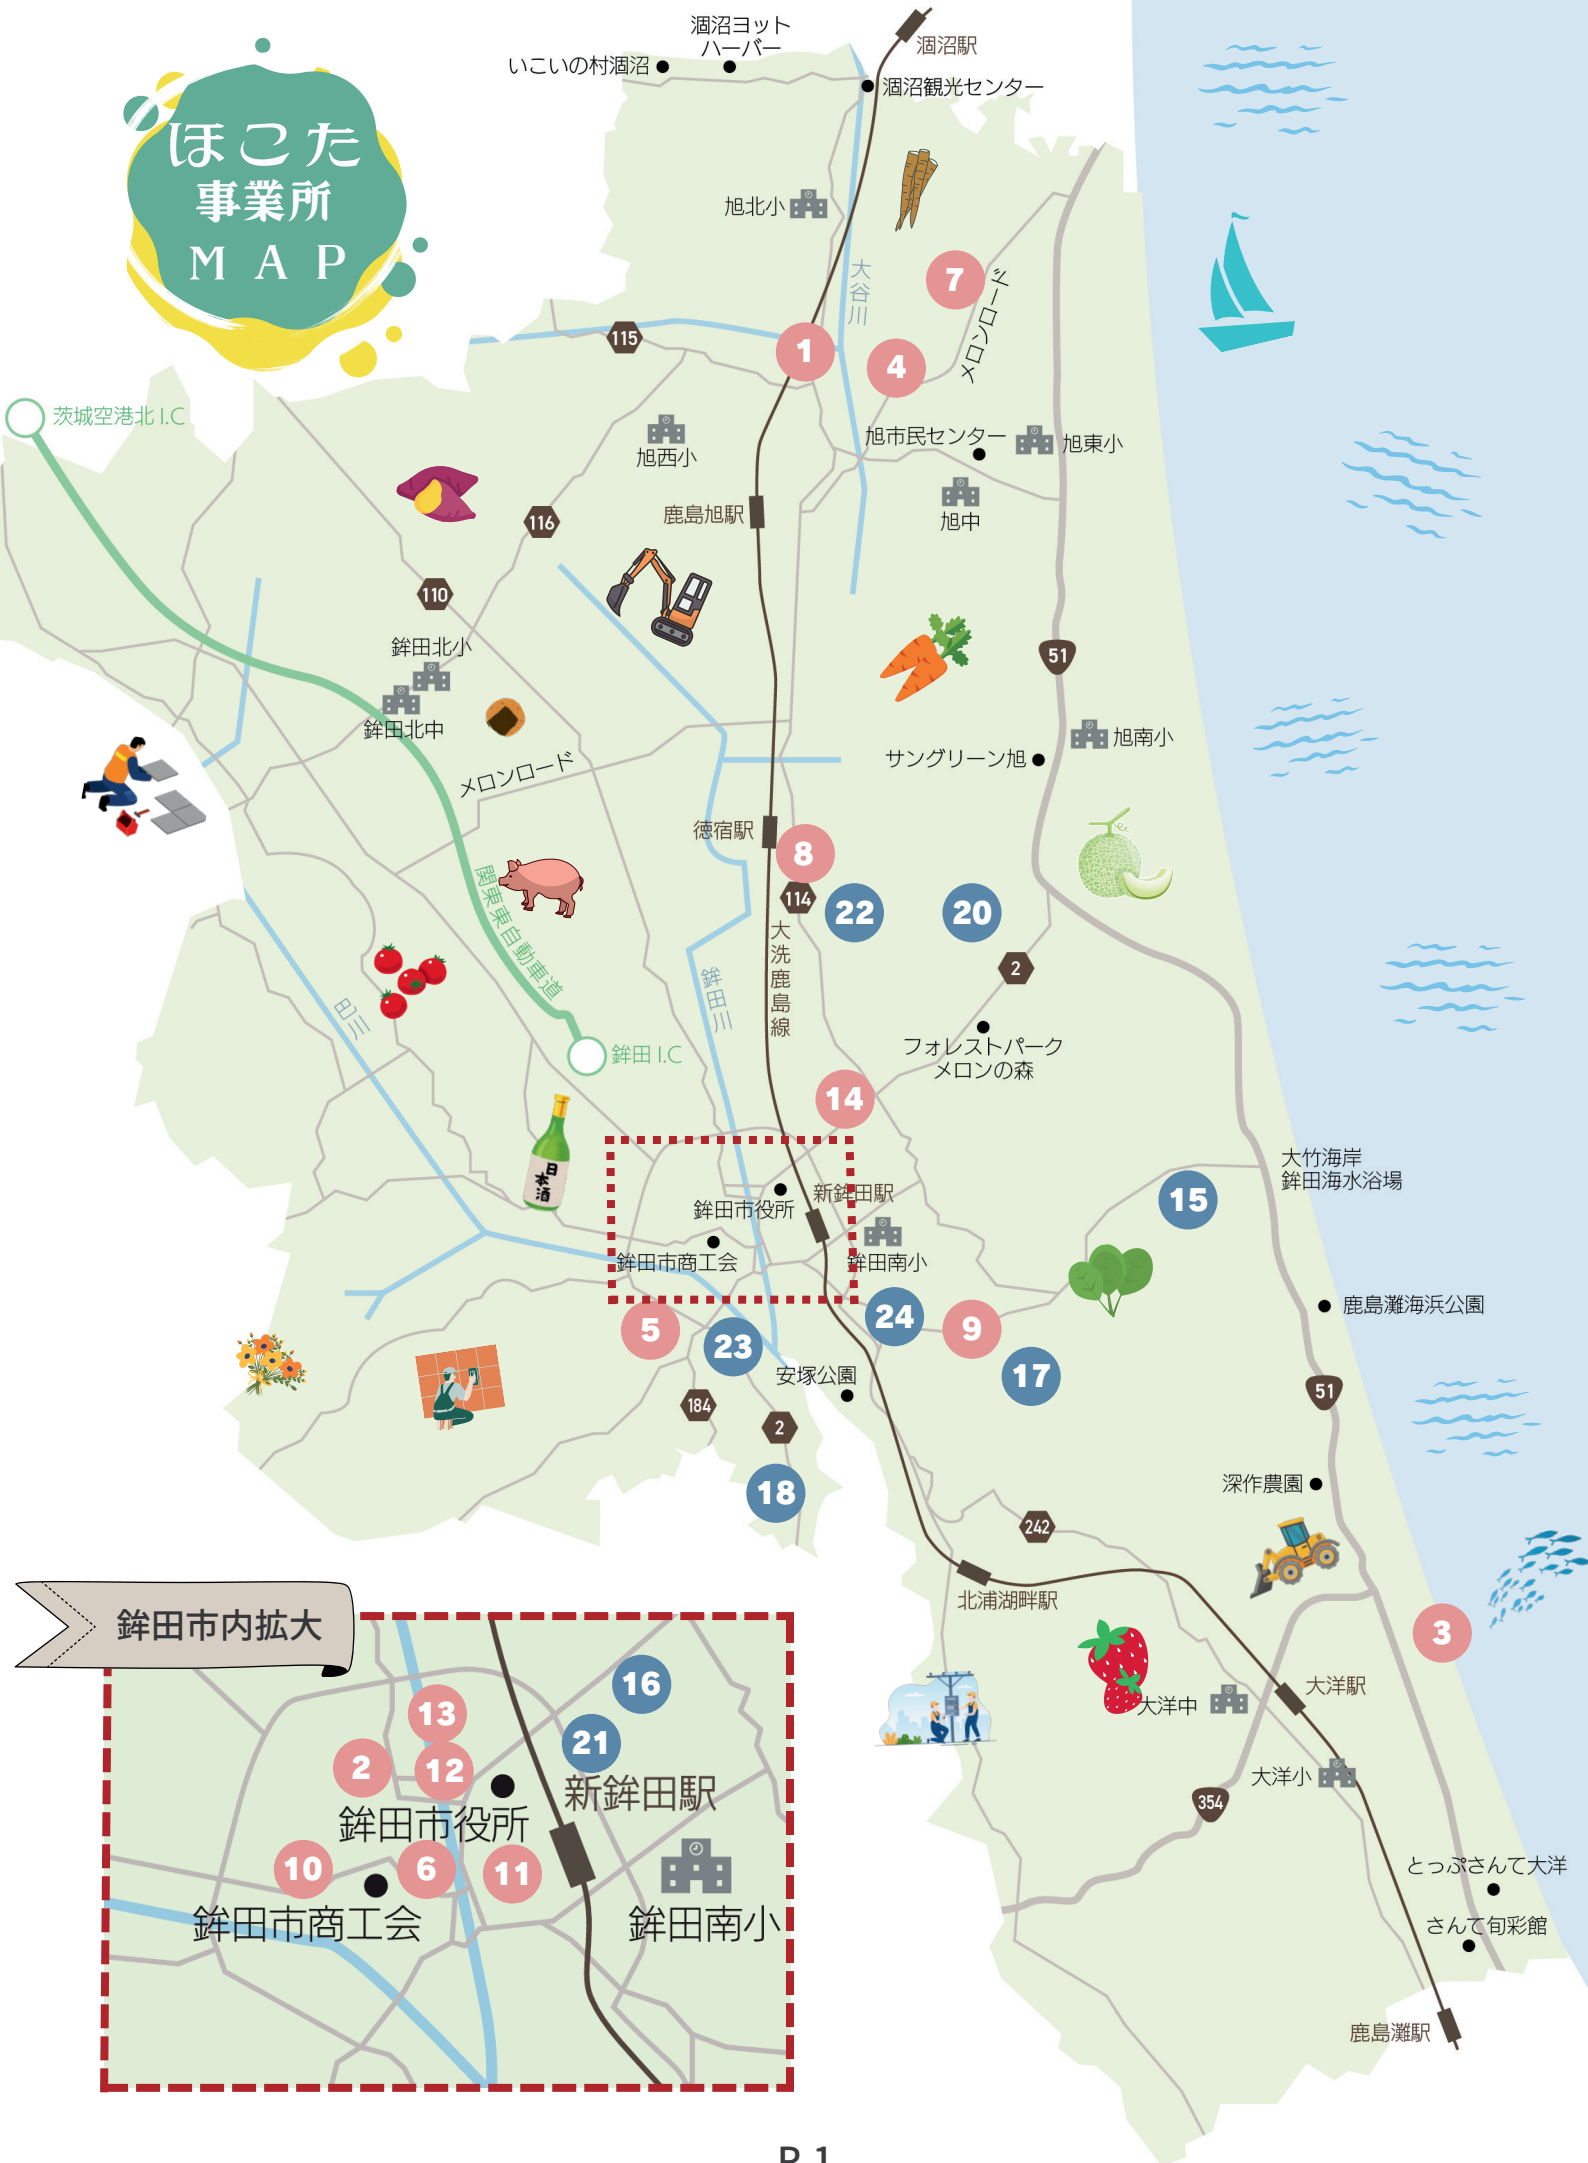 ほこた
事業所
MAP
涸沼ヨット
ハーバー
いこいの村涸沼
涸沼駅
涸沼観光センター
旭北小
大谷川
7
メロンロード
115
1
4
茨城空港北 I.C
旭西小
旭市民センター
旭東小
旭中
鹿島旭駅
116
110
鉾田北小
鉾田北中
51
旭南小
サングリーン旭
メロンロード
徳宿駅
8
114
22
20
関東東自動車道
大洗鹿島線
鉾田川
2
巴川
フォレストパーク
メロンの森
鉾田 I.C
14
日本酒
大竹海岸
鉾田海水浴場
15
新鉾田駅
鉾田市役所
鉾田南小
鉾田市商工会
鹿島灘海浜公園
5
23
24
9
17
安塚公園
51
184
2
18
深作農園
242
北浦湖畔駅
3
大洋駅
大洋中
大洋小
354
とっぷさんて大洋
さんて旬彩館
鹿島灘駅
鉾田市内拡大
16
13
21
2
12
新鉾田駅
鉾田市役所
10
6
11
鉾田市商工会
鉾田南小
P. 1